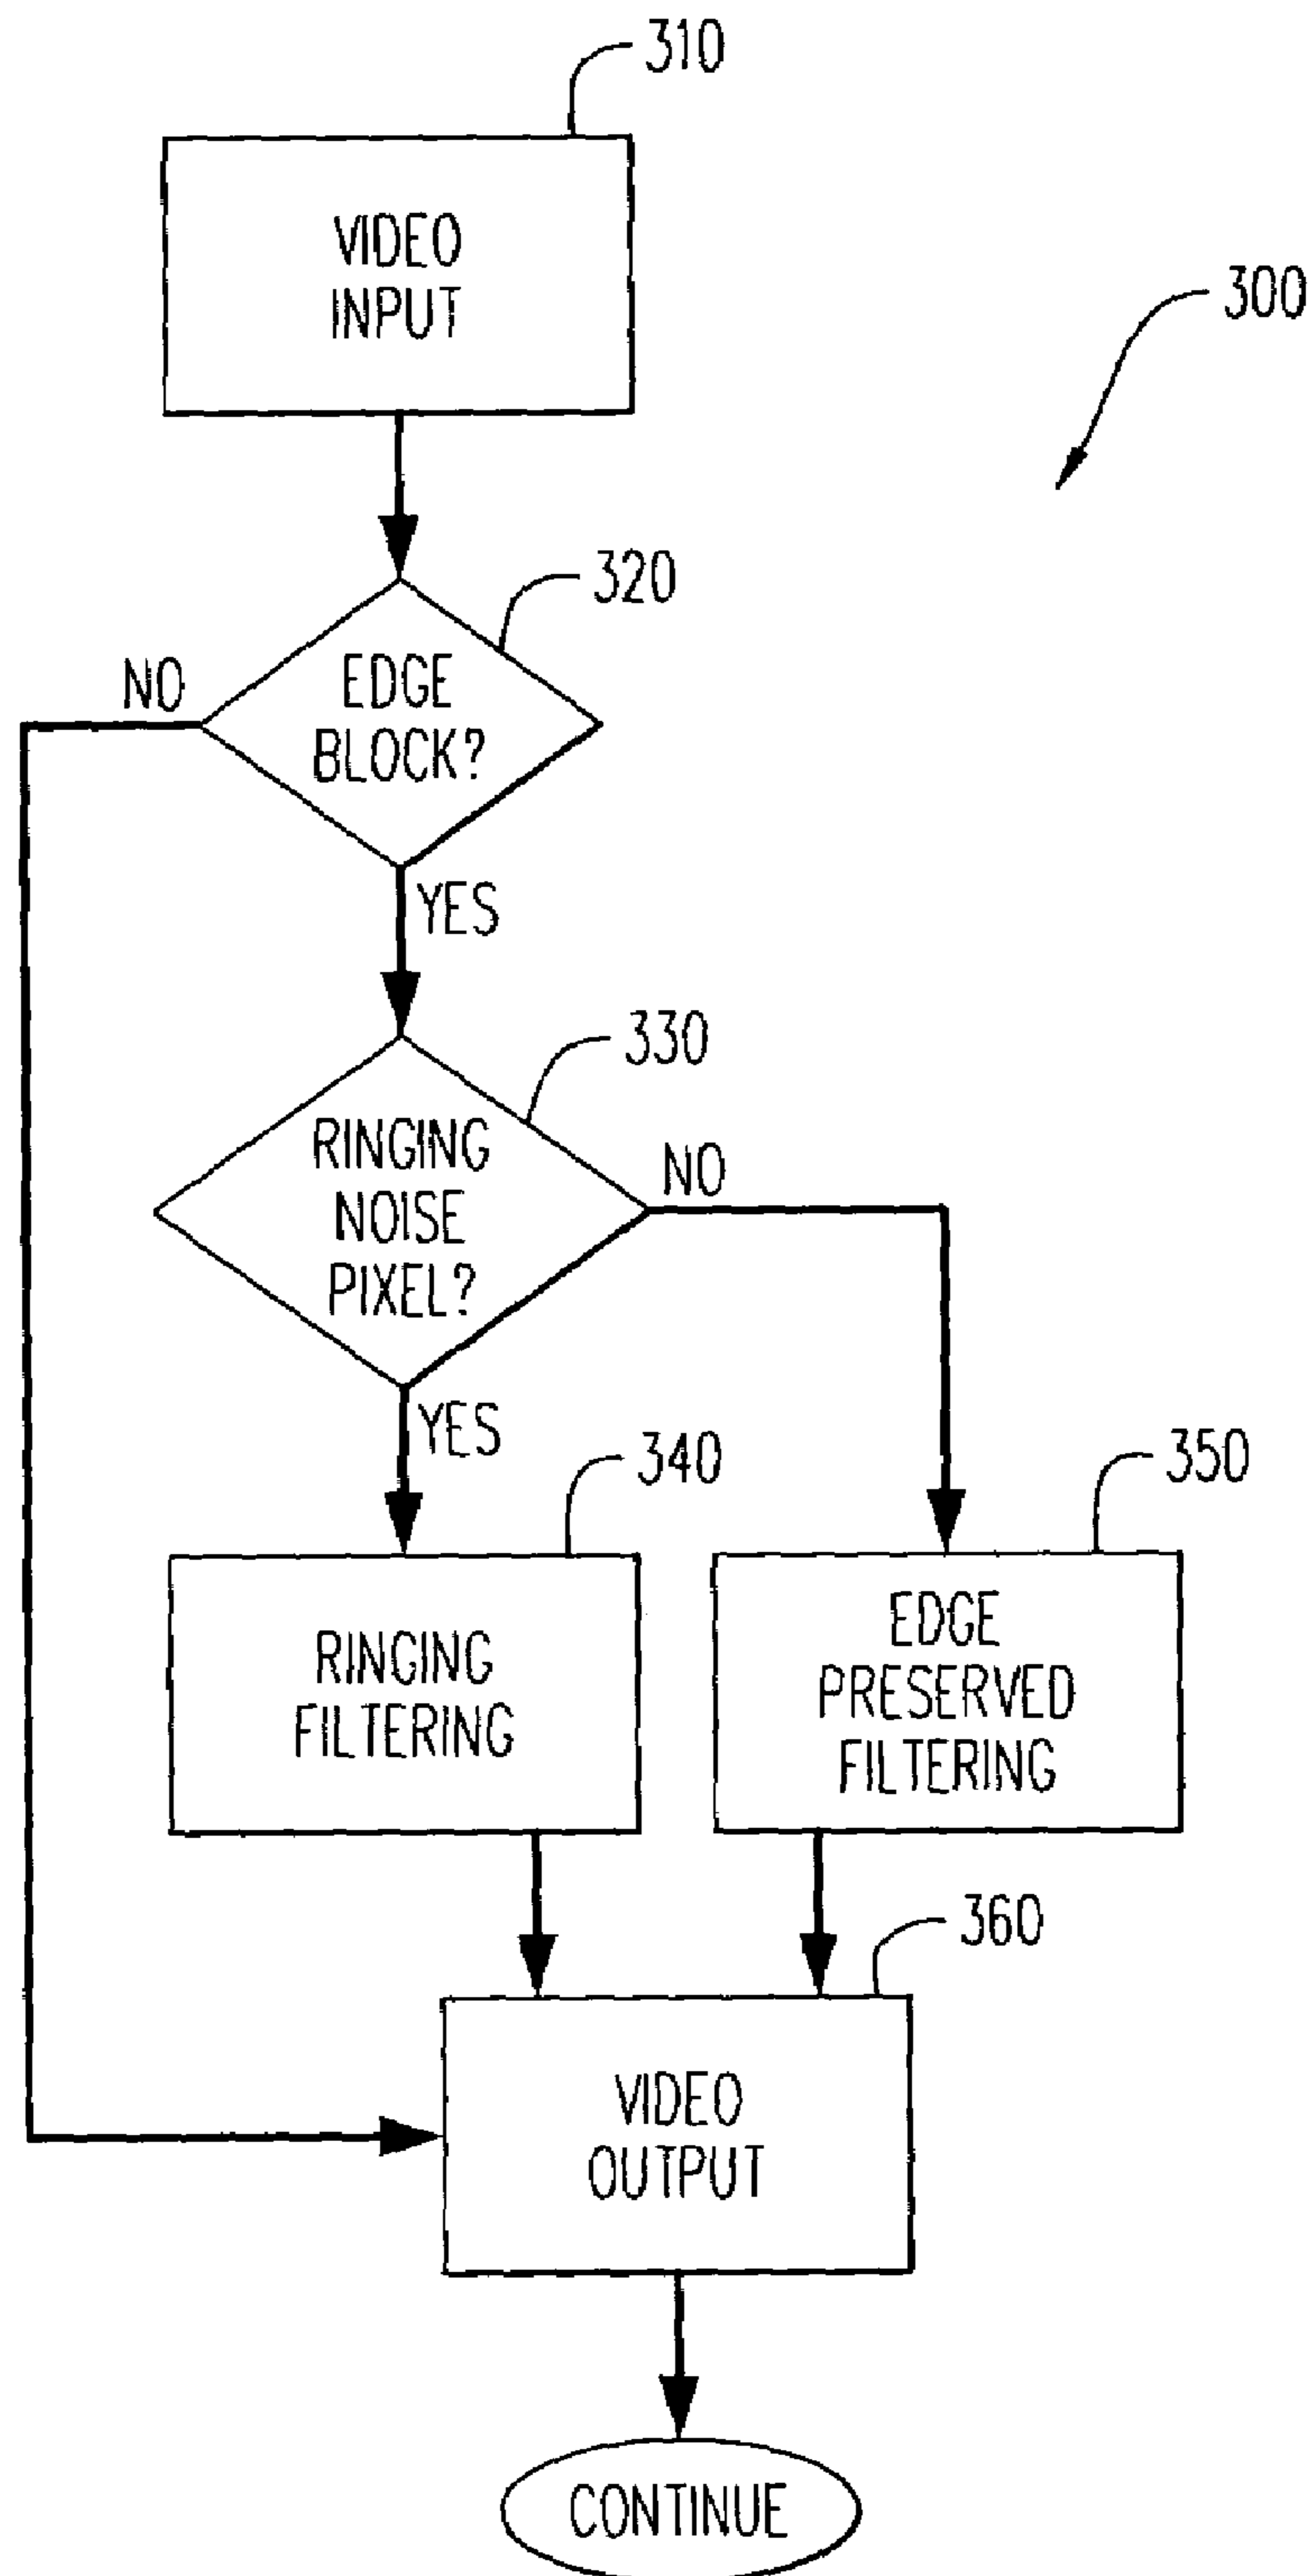 310
VIDEO
INPUT
300
320
EDGE
BLOCK?
NO
YES
330
RINGING
NOISE
PIXEL?
NO
YES
340
350
RINGING
FILTERING
EDGE
PRESERVED
FILTERING
360
VIDEO
OUTPUT
CONTINUE